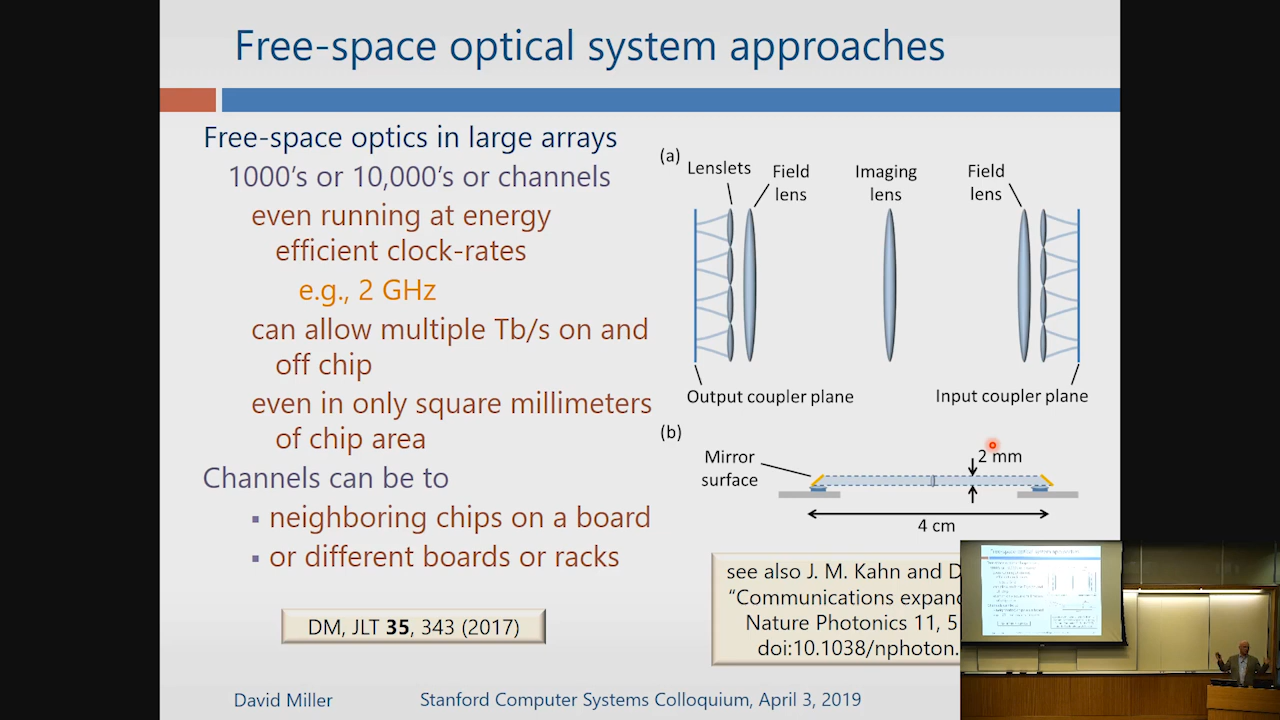 Free-space optical system approaches
Free-space optics in large arrays
1000's or 10,000's or channels
even running at energy
efficient clock-rates
e.g., 2 GHz
can allow multiple Tb/s on and
off chip
even in only square millimeters
of chip area
Channels can be to
▪ neighboring chips on a board
▪ or different boards or racks
DM, JLT 35, 343 (2017)
(a)
Lenslets
Field
lens
Imaging
lens
Field
lens
Output coupler plane
Input coupler plane
(b)
Mirror
surface
2 mm
4 cm
see also J. M. Kahn and D
"Communications expan
Nature Photonics 11, 5
doi:10.1038/nphoton.
David Miller
Stanford Computer Systems Colloquium, April 3, 2019